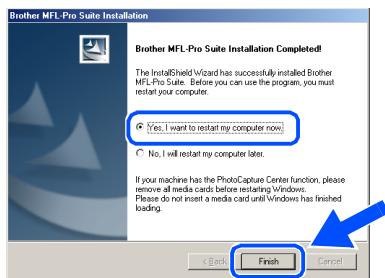 Brother MFL-Pro Suite Installation
Brother MFL-Pro Suite Installation Completed!
The InstallShield Wizard has successfully installed Brother
MFL-Pro Suite. Before you can use the program, you must
restart your computer.
Yes, I want to restart my computer now.
No, I will restart my computer later.
If your machine has the PhotoCapture Center function, please
remove all media cards before restarting Windows.
Please do not insert a media card until Windows has finished
loading.
< Back Finish Cancel